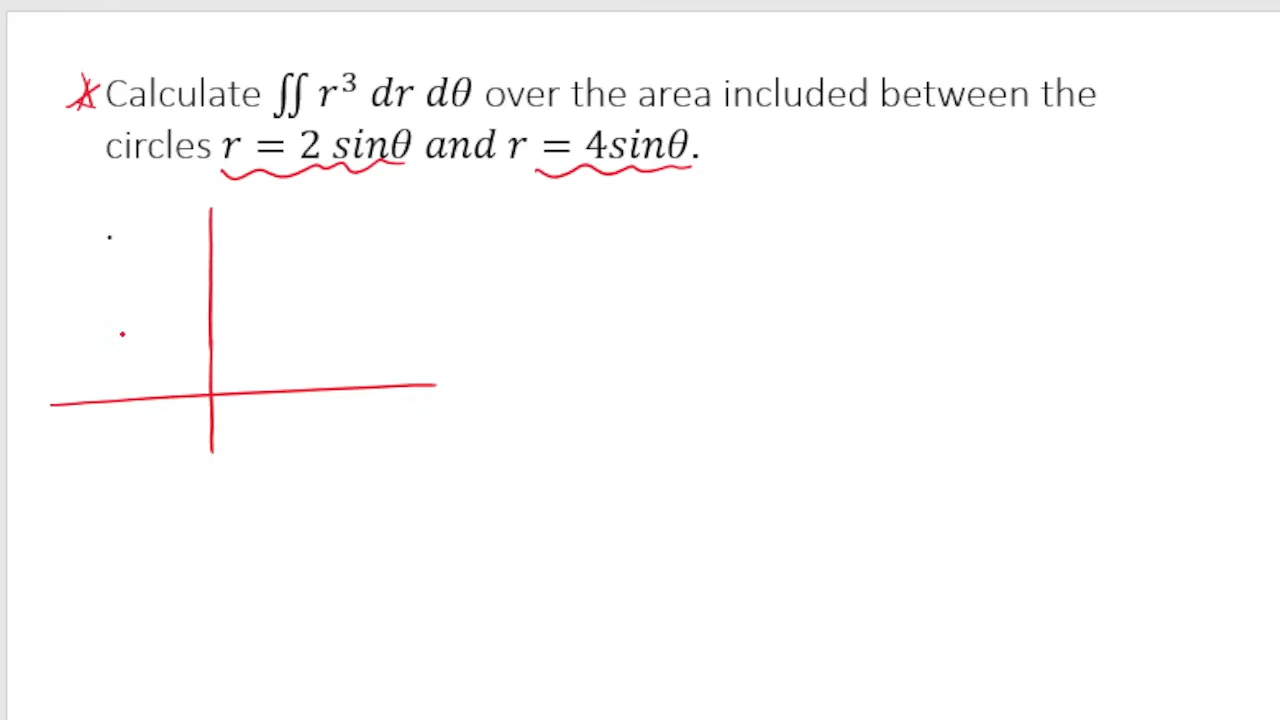 Calculate ∬ r³ dr dθ over the area included between the
circles r = 2 sinθ and r = 4sinθ.
.